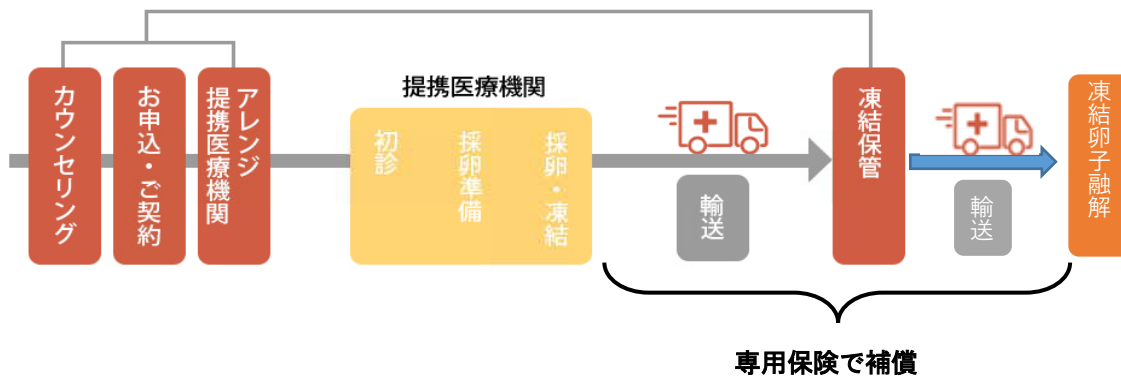 カウンセリング
お申込・ご契約
アレンジ
提携医療機関
提携医療機関
初診
採卵準備
採卵・凍結
輸送
凍結保管
輸送
凍結卵子融解
専用保険で補償